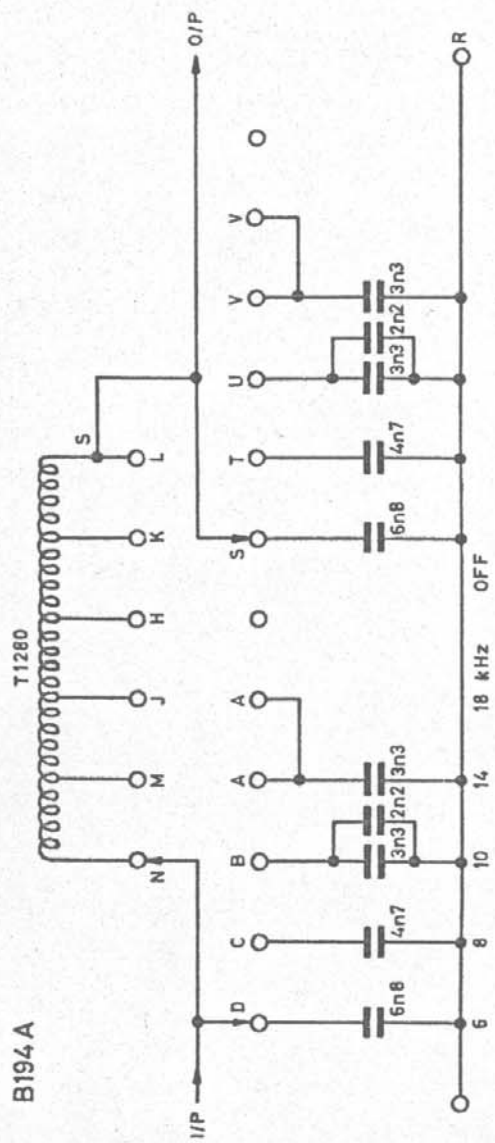 B194 A
T1280
N M J H K L
S
I/P
O/P
D C B A A S T U V V
6n8 4n7 3n3 2n2 3n3 6n8 4n7 3n3 2n2 3n3
R
6 8 10 14 18 kHz OFF